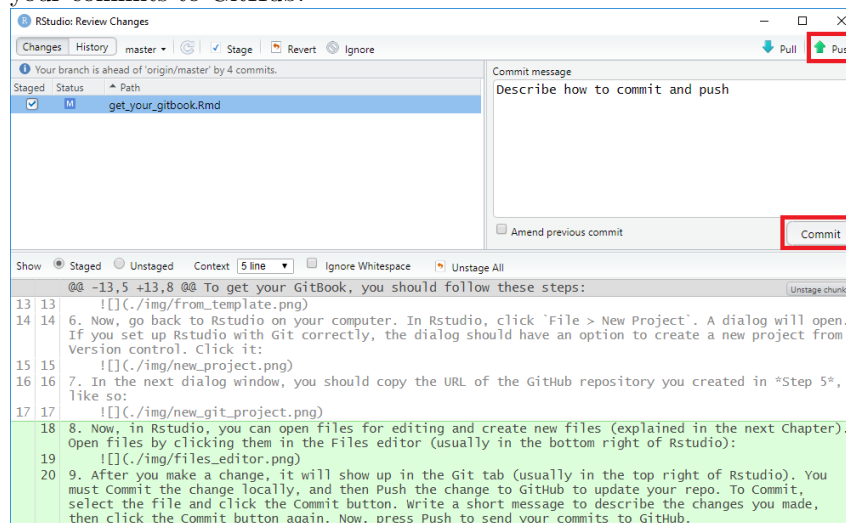 your commits to GitHub.
RStudio: Review Changes
Changes History master Stage Revert Ignore Pull
Your branch is ahead of 'origin/master' by 4 commits.
Commit message
Staged Status Path
Describe how to commit and push
M get_your_gitbook.Rmd
Amend previous commit
Commit
Show Staged Unstaged Context 5 line Ignore Whitespace Unstage All
@@ -13,5 +13,8 @@ To get your GitBook, you should follow these steps:
Unstage chunk
13 13 ![](./img/from_template.png)
14 14 6. Now, go back to Rstudio on your computer. In Rstudio, click `File > New Project`. A dialog will open.
If you set up Rstudio with Git correctly, the dialog should have an option to create a new project from
Version control. Click it:
15 15 ![](./img/new_project.png)
16 16 7. In the next dialog window, you should copy the URL of the GitHub repository you created in *Step 5*,
like so:
17 17 ![](./img/new_git_project.png)
18 8. Now, in Rstudio, you can open files for editing and create new files (explained in the next Chapter).
Open files by clicking them in the Files editor (usually in the bottom right of Rstudio):
19 ![](./img/files_editor.png)
20 9. After you make a change, it will show up in the Git tab (usually in the top right of Rstudio). You
must Commit the change locally, and then Push the change to GitHub to update your repo. To Commit,
select the file and click the Commit button. Write a short message to describe the changes you made,
then click the Commit button again. Now, press Push to send your commits to GitHub.